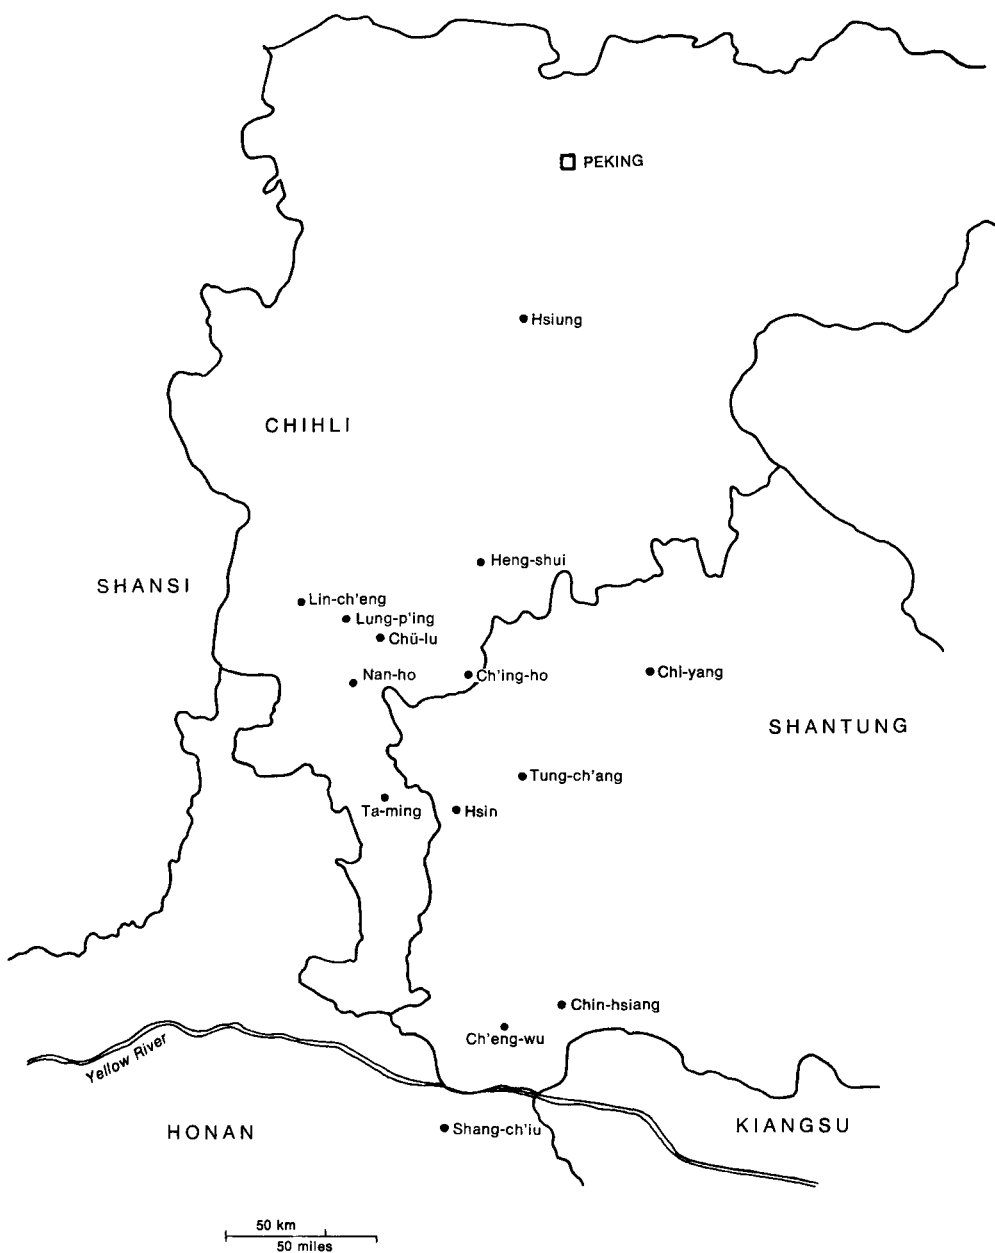 PEKING
Hsiung
CHIHLI
Heng-shui
SHANSI
Lin-ch'eng
Lung-p'ing
Chü-lu
Nan-ho
Ch'ing-ho
Chi-yang
SHANTUNG
Tung-ch'ang
Ta-ming
Hsin
Chin-hsiang
Ch'eng-wu
Yellow River
HONAN
Shang-ch'iu
KIANGSU
50 km
50 miles